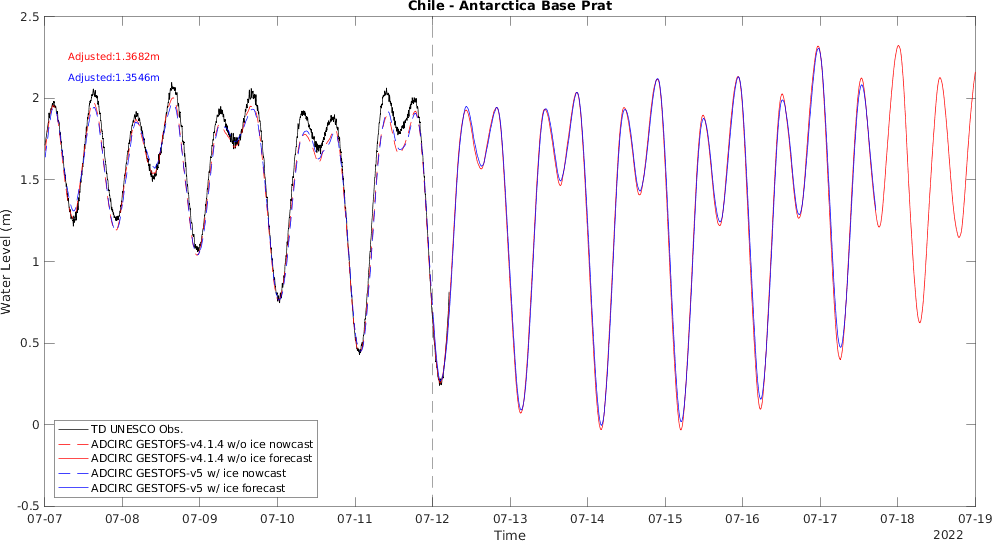 Chile - Antarctica Base Prat
2.5
Adjusted:1.3682m
Adjusted:1.3546m
2
1.5
1
0.5
0
-0.5
Water Level (m)
TD UNESCO Obs.
ADCIRC GESTOFS-v4.1.4 w/o ice nowcast
ADCIRC GESTOFS-v4.1.4 w/o ice forecast
ADCIRC GESTOFS-v5 w/ ice nowcast
ADCIRC GESTOFS-v5 w/ ice forecast
07-07 07-08 07-09 07-10 07-11 07-12 07-13 07-14 07-15 07-16 07-17 07-18 07-19
Time
2022